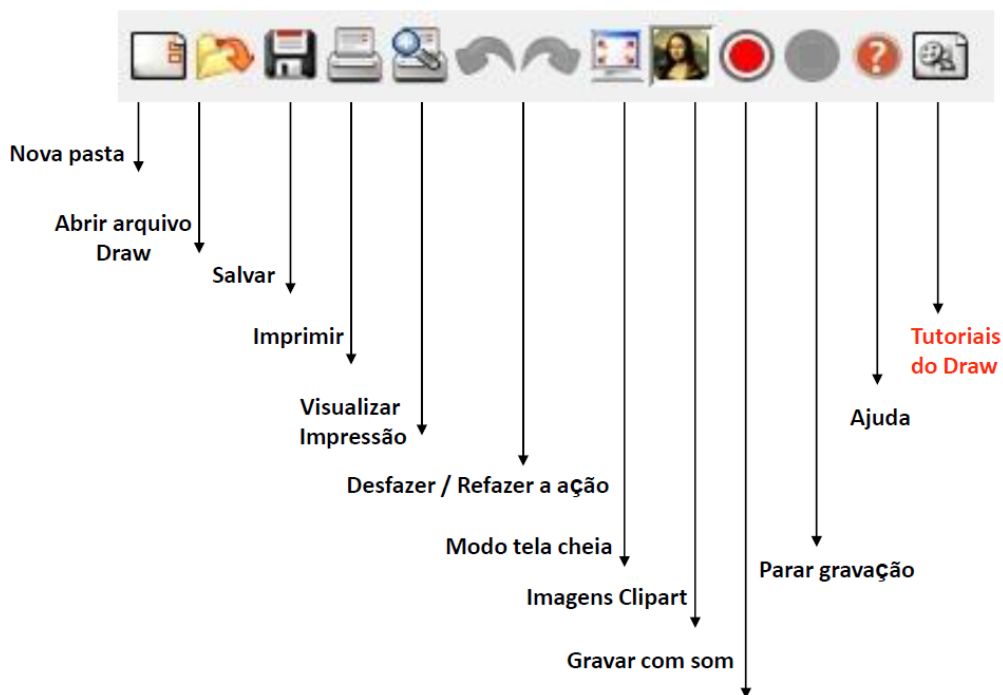 Nova pasta
Abrir arquivo
Draw
Salvar
Imprimir
Visualizar
Impressão
Desfazer / Refazer a ação
Modo tela cheia
Imagens Clipart
Gravar com som
Parar gravação
Ajuda
Tutoriais
do Draw
?